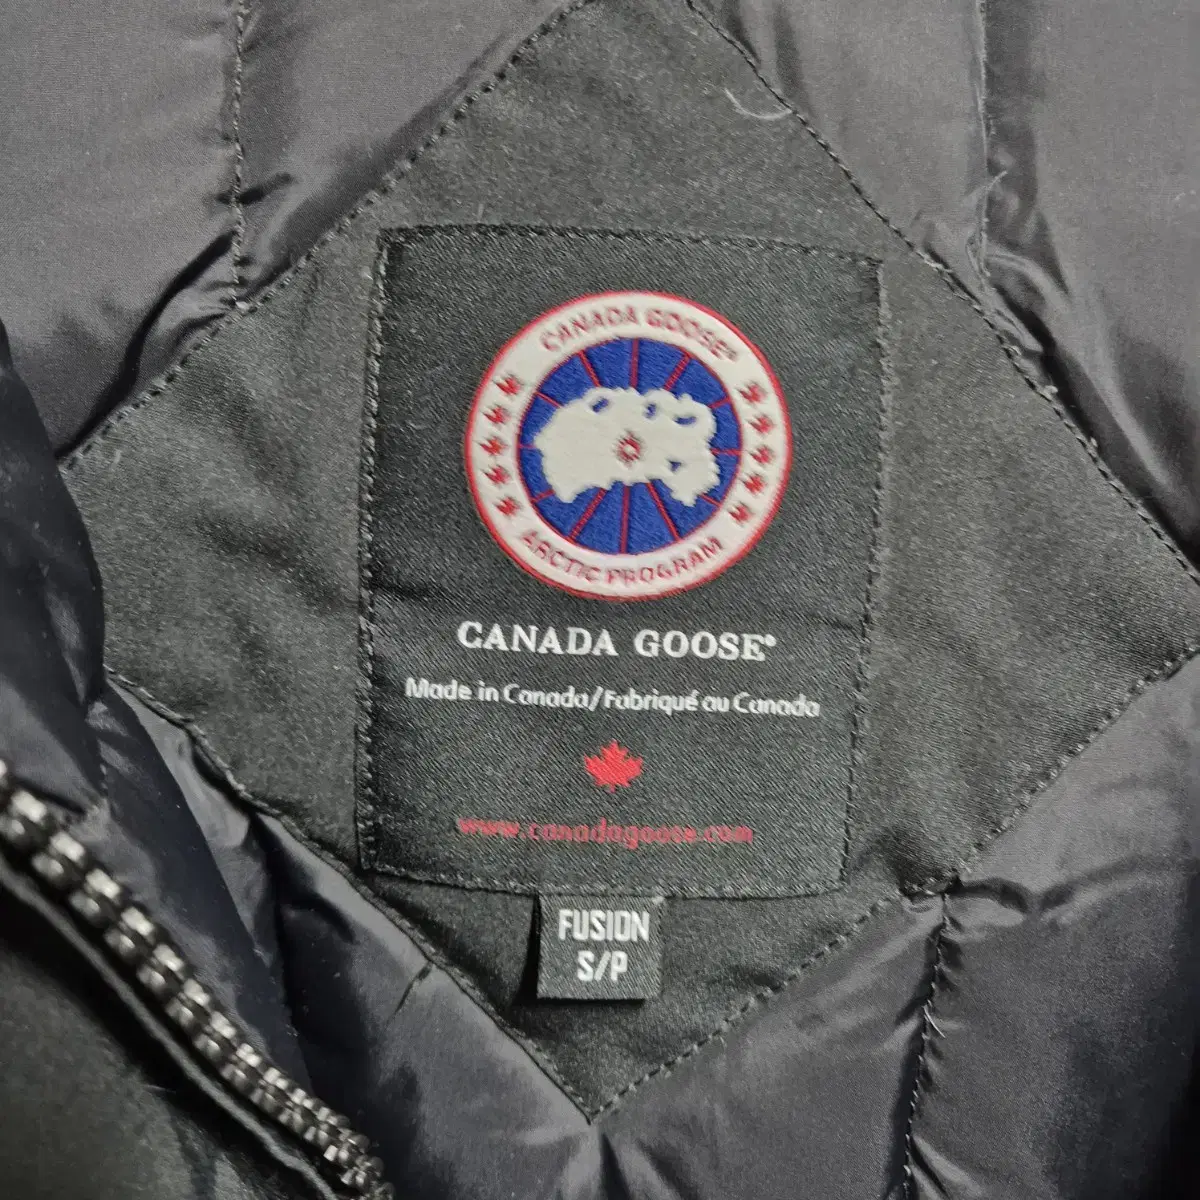 CANADA GOOSE®
ARCTIC PROGRAM
CANADA GOOSE®
Made in Canada/Fabriqué au Canada
www.canadagoose.com
FUSION
S/P